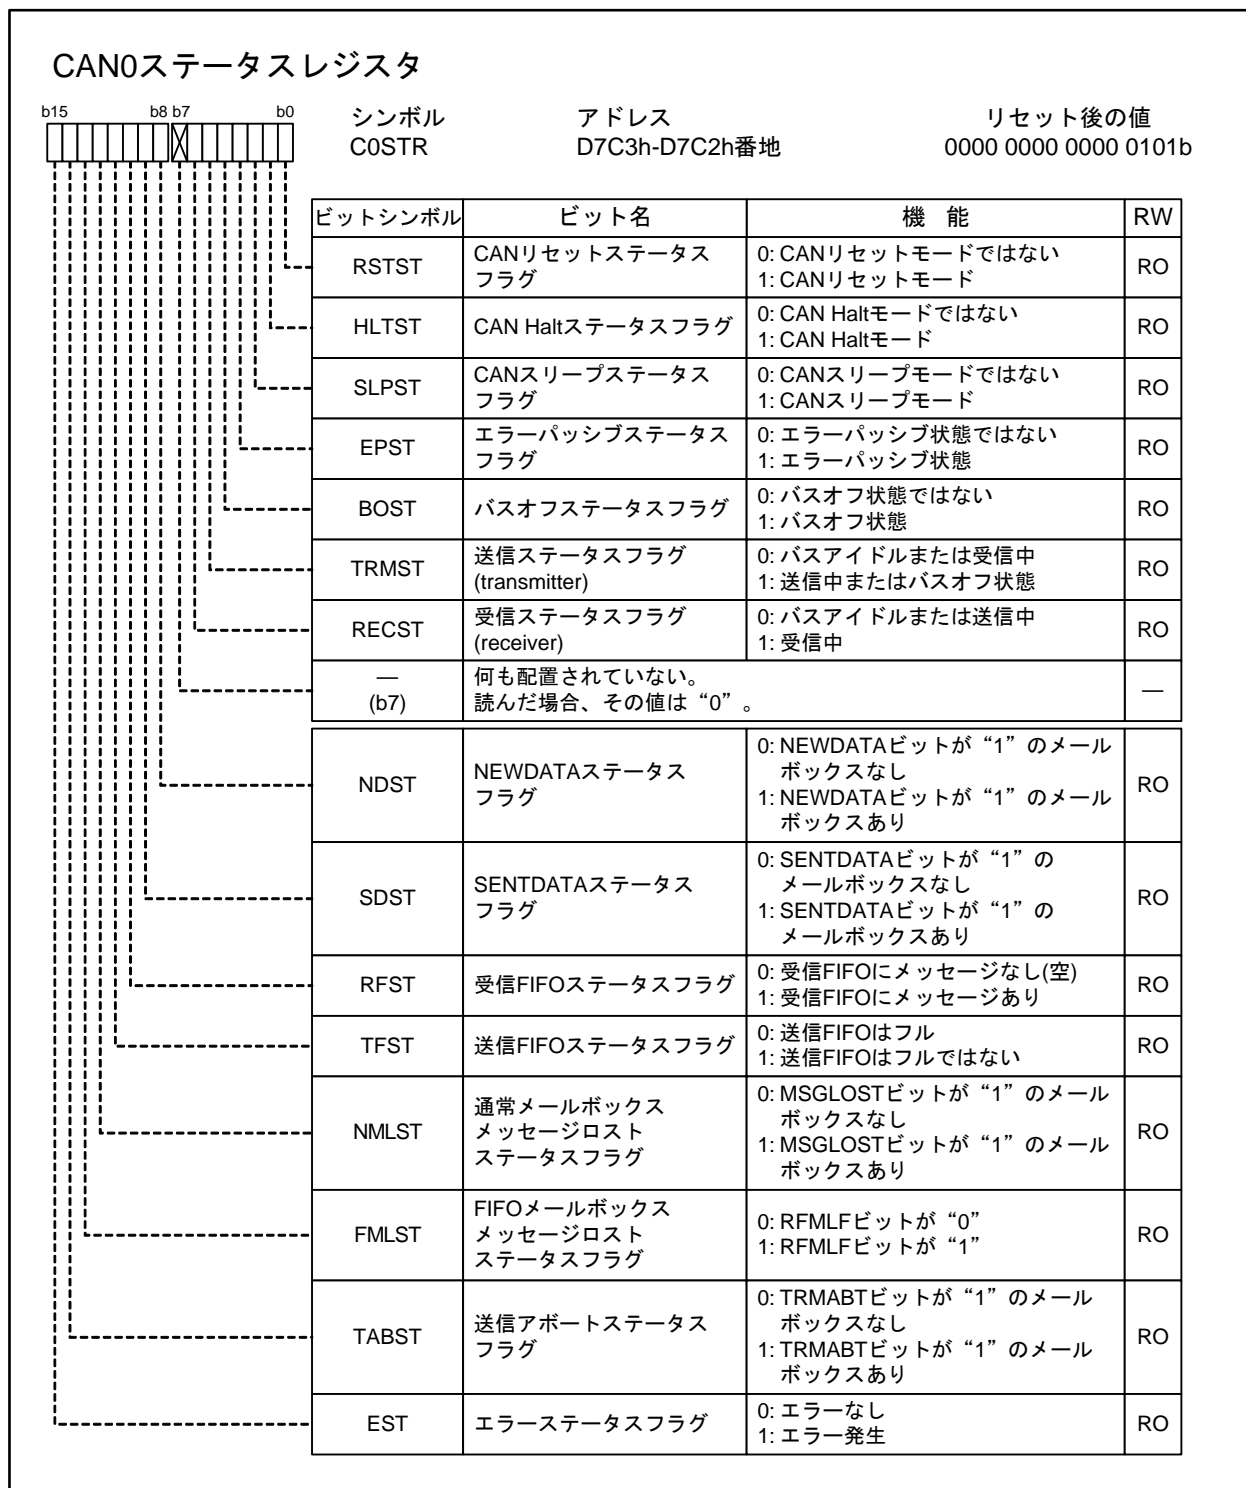 CAN0ステータスレジスタ
b15 b8 b7 b0
シンボル アドレス リセット後の値
C0STR D7C3h-D7C2h番地 0000 0000 0000 0101b
ビットシンボル ビット名 機 能 RW
RSTST CANリセットステータス
フラグ 0: CANリセットモードではない
1: CANリセットモード RO
HLTST CAN Haltステータスフラグ 0: CAN Haltモードではない
1: CAN Haltモード RO
SLPST CANスリープステータス
フラグ 0: CANスリープモードではない
1: CANスリープモード RO
EPST エラーパッシブステータス
フラグ 0: エラーパッシブ状態ではない
1: エラーパッシブ状態 RO
BOST バスオフステータスフラグ 0: バスオフ状態ではない
1: バスオフ状態 RO
TRMST 送信ステータスフラグ
(transmitter) 0: バスアイドルまたは受信中
1: 送信中またはバスオフ状態 RO
RECST 受信ステータスフラグ
(receiver) 0: バスアイドルまたは送信中
1: 受信中 RO
—
(b7) 何も配置されていない。
読んだ場合、その値は“0”。 —
NDST NEWDATAステータス
フラグ 0: NEWDATAビットが“1”のメール
ボックスなし
1: NEWDATAビットが“1”のメール
ボックスあり RO
SDST SENTDATAステータス
フラグ 0: SENTDATAビットが“1”の
メールボックスなし
1: SENTDATAビットが“1”の
メールボックスあり RO
RFST 受信FIFOステータスフラグ 0: 受信FIFOにメッセージなし(空)
1: 受信FIFOにメッセージあり RO
TFST 送信FIFOステータスフラグ 0: 送信FIFOはフル
1: 送信FIFOはフルではない RO
NMLST 通常メールボックス
メッセージロスト
ステータスフラグ 0: MSGLOSTビットが“1”のメール
ボックスなし
1: MSGLOSTビットが“1”のメール
ボックスあり RO
FMLST FIFOメールボックス
メッセージロスト
ステータスフラグ 0: RFMLFビットが“0”
1: RFMLFビットが“1” RO
TABST 送信アボートステータス
フラグ 0: TRMABTビットが“1”のメール
ボックスなし
1: TRMABTビットが“1”のメール
ボックスあり RO
EST エラーステータスフラグ 0: エラーなし
1: エラー発生 RO